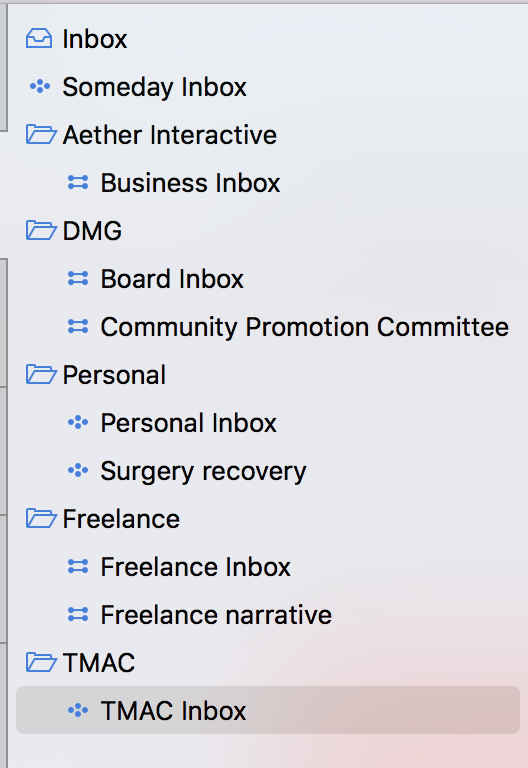 Inbox
Someday Inbox
Aether Interactive
Business Inbox
DMG
Board Inbox
Community Promotion Committee
Personal
Personal Inbox
Surgery recovery
Freelance
Freelance Inbox
Freelance narrative
TMAC
TMAC Inbox